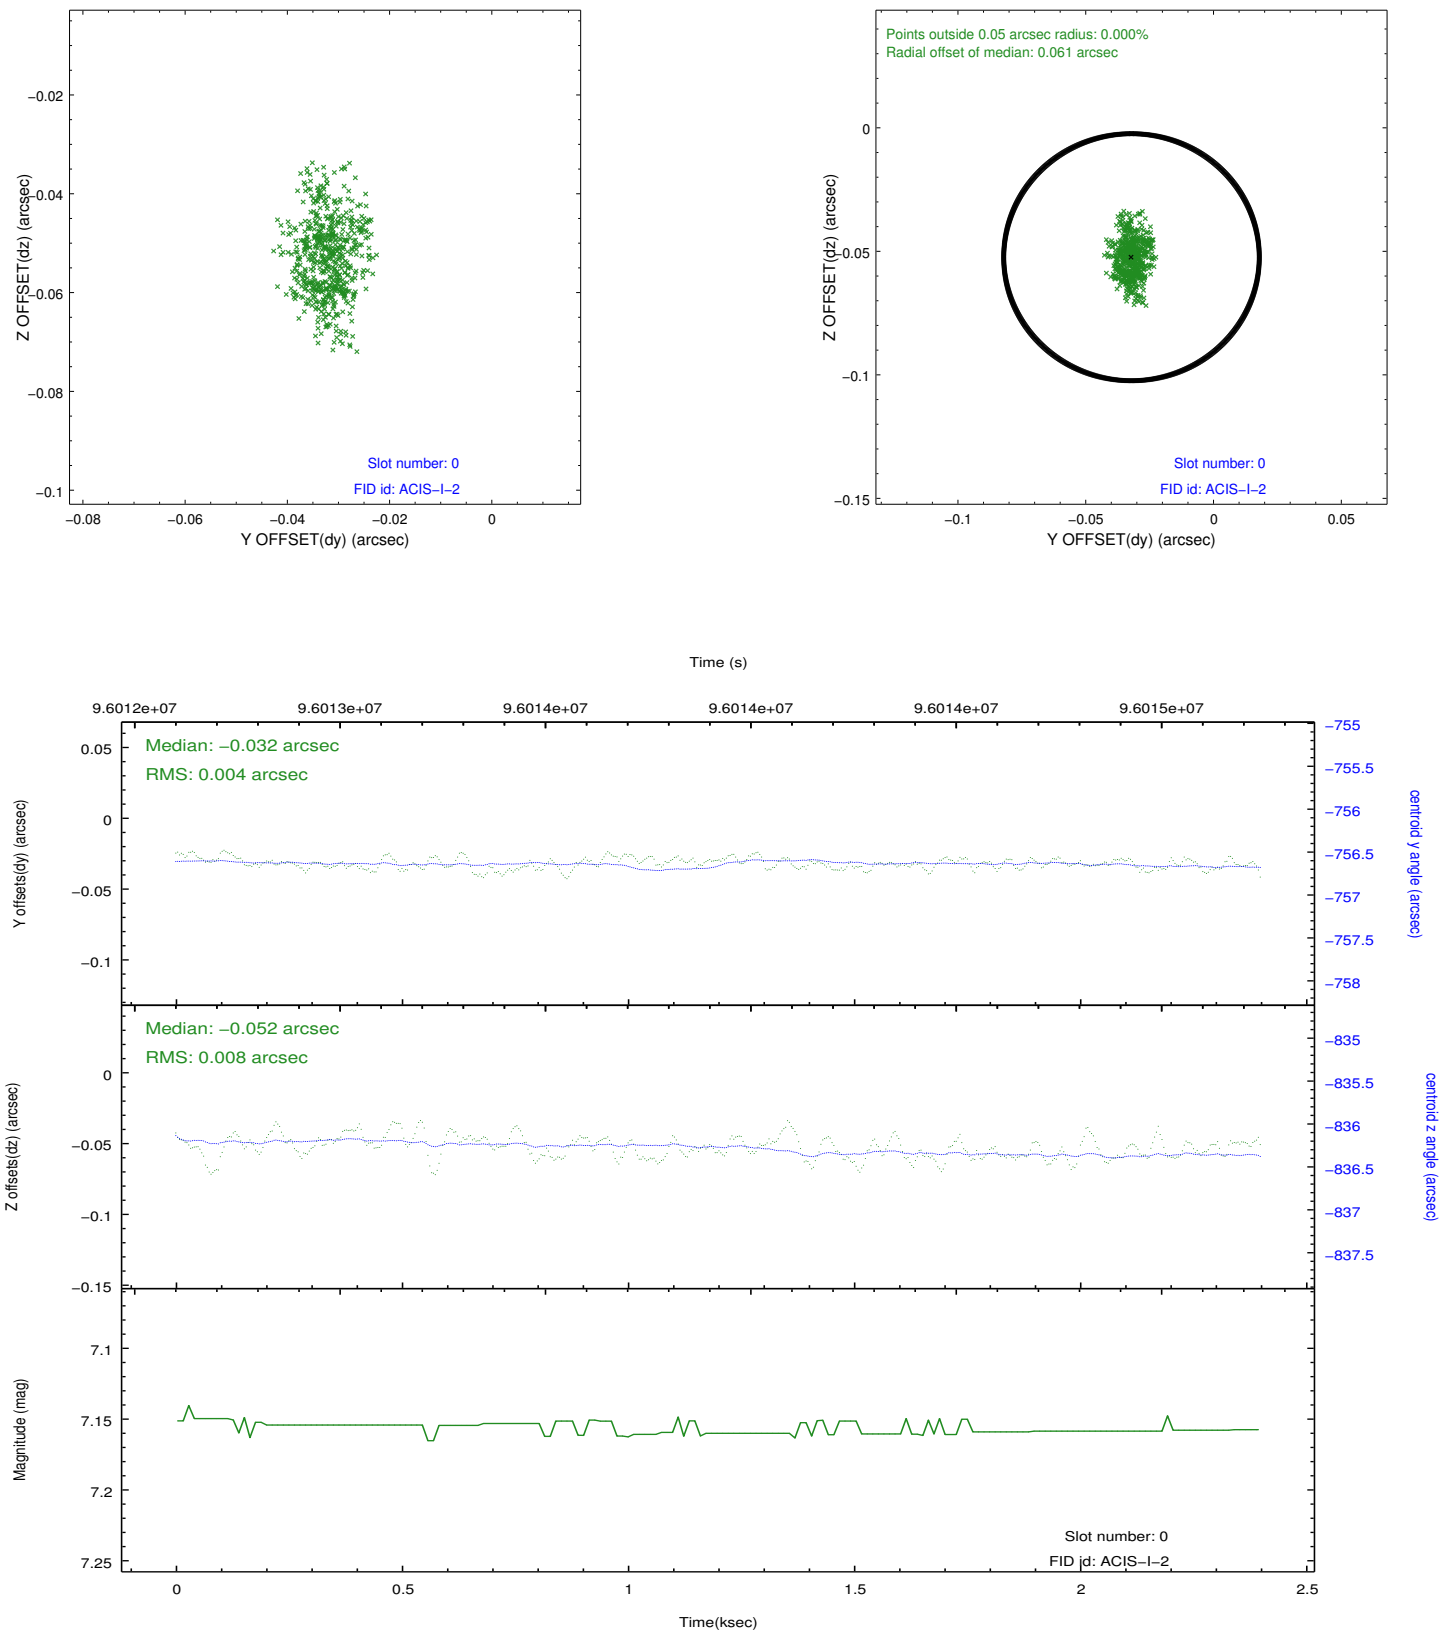 −0.02
−0.04
−0.06
−0.08
−0.1
Z OFFSET(dz) (arcsec)
Slot number: 0
FID id: ACIS−I−2
−0.08
−0.06
−0.04
−0.02
0
Y OFFSET(dy) (arcsec)
Points outside 0.05 arcsec radius: 0.000%
Radial offset of median: 0.061 arcsec
0
−0.05
−0.1
−0.15
Z OFFSET(dz) (arcsec)
Slot number: 0
FID id: ACIS−I−2
−0.1
−0.05
0
0.05
Y OFFSET(dy) (arcsec)
Time (s)
9.6012e+07
9.6013e+07
9.6014e+07
9.6014e+07
9.6014e+07
9.6015e+07
Median: −0.032 arcsec
RMS: 0.004 arcsec
0.05
0
−0.05
−0.1
Y offsets(dy) (arcsec)
−755
−755.5
−756
−756.5
−757
−757.5
−758
centroid y angle (arcsec)
Median: −0.052 arcsec
RMS: 0.008 arcsec
0
−0.05
−0.1
−0.15
Z offsets(dz) (arcsec)
−835
−835.5
−836
−836.5
−837
−837.5
centroid z angle (arcsec)
7.1
7.15
7.2
7.25
Magnitude (mag)
Slot number: 0
FID id: ACIS−I−2
0
0.5
1
1.5
2
2.5
Time(ksec)